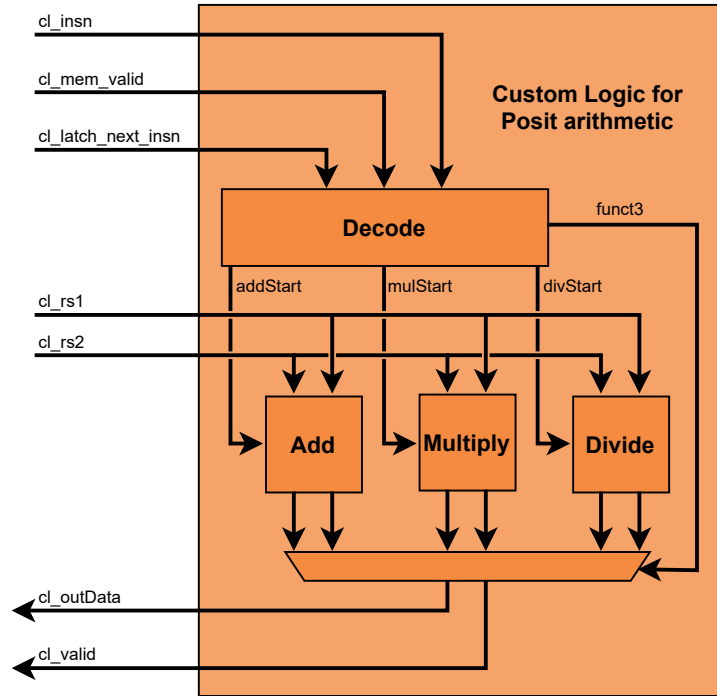 cl_insn
cl_mem_valid
Custom Logic for
Posit arithmetic
cl_latch_next_insn
Decode
funct3
addStart
mulStart
divStart
cl_rs1
cl_rs2
Add
Multiply
Divide
cl_outData
cl_valid